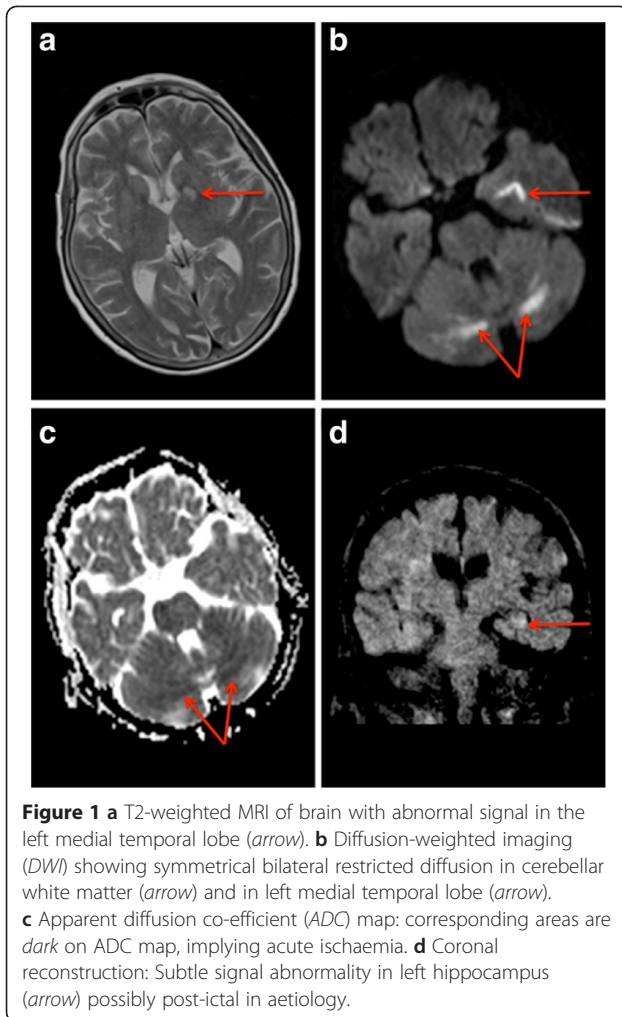 a
b
c
d
Figure 1 a T2-weighted MRI of brain with abnormal signal in the
left medial temporal lobe (arrow). b Diffusion-weighted imaging
(DWI) showing symmetrical bilateral restricted diffusion in cerebellar
white matter (arrow) and in left medial temporal lobe (arrow).
c Apparent diffusion co-efficient (ADC) map: corresponding areas are
dark on ADC map, implying acute ischaemia. d Coronal
reconstruction: Subtle signal abnormality in left hippocampus
(arrow) possibly post-ictal in aetiology.